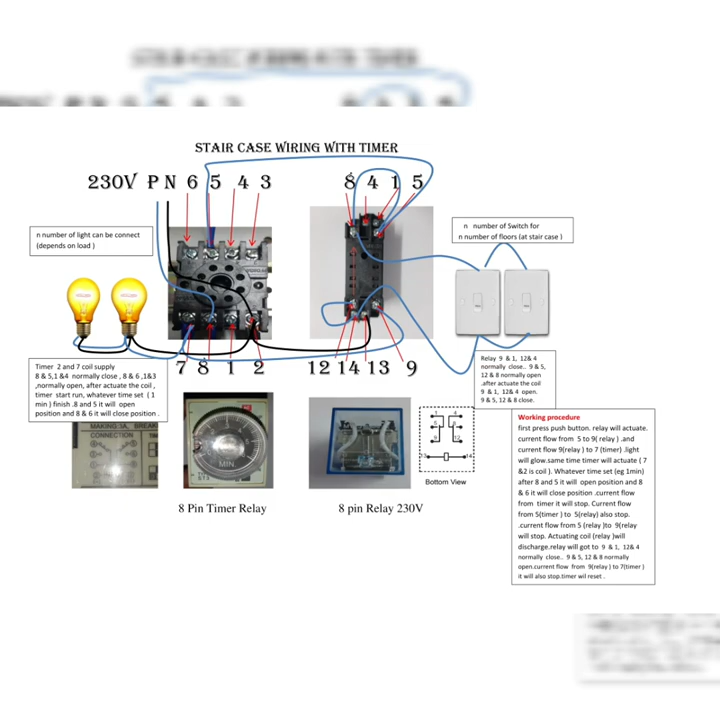 STAIR CASE WIRING WITH TIMER
230V P N 6 5 4 3
8 4 1 5
n number of light can be connect
(depends on load )
n number of Switch for
n number of floors (at stair case )
7 8 1 2
12 14 13 9
Timer 2 and 7 coil supply
8 & 5,1 &4 normally close , 8 & 6 ,1&3
,normally open, after actuate the coil ,
timer start run, whatever time set ( 1
min ) finish .8 and 5 it will open
position and 8 & 6 it will close position .
Relay 9 & 1, 12& 4
normally close.. 9 & 5,
12 & 8 normally open
.after actuate the coil
9 & 1, 12& 4 open.
9 & 5, 12 & 8 close.
MAKING:3A, BREAK
CONNECTION
MIN
1 4
5 8
9 12
14
Bottom View
8 Pin Timer Relay
8 pin Relay 230V
Working procedure
first press push button. relay will actuate.
current flow from 5 to 9( relay ) .and
current flow 9(relay ) to 7 (timer) .light
will glow.same time timer will actuate ( 7
&2 is coil ). Whatever time set (eg 1min)
after 8 and 5 it will open position and 8
& 6 it will close position .current flow
from timer it will stop. Current flow
from 5(timer ) to 5(relay) also stop.
.current flow from 5 (relay )to 9(relay
will stop. Actuating coil (relay )will
discharge.relay will got to 9 & 1, 12& 4
normally close.. 9 & 5, 12 & 8 normally
open.current flow from 9(relay ) to 7(timer )
it will also stop.timer wil reset .